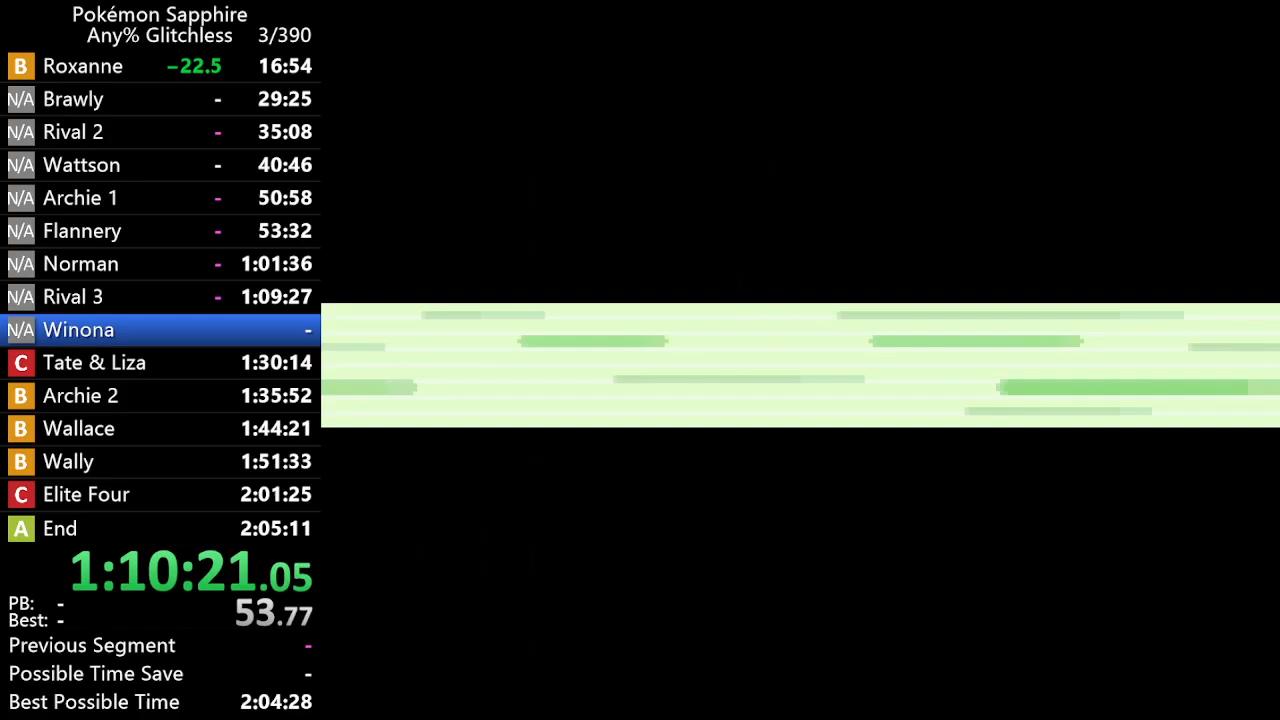 Pokémon Sapphire
Any% Glitchless 3/390
B Roxanne −22.5 16:54
N/A Brawly - 29:25
N/A Rival 2 - 35:08
N/A Wattson - 40:46
N/A Archie 1 - 50:58
N/A Flannery - 53:32
N/A Norman - 1:01:36
N/A Rival 3 - 1:09:27
N/A Winona -
C Tate & Liza 1:30:14
B Archie 2 1:35:52
B Wallace 1:44:21
B Wally 1:51:33
C Elite Four 2:01:25
A End 2:05:11
1:10:21.05
PB: - 53.77
Best: -
Previous Segment -
Possible Time Save -
Best Possible Time 2:04:28